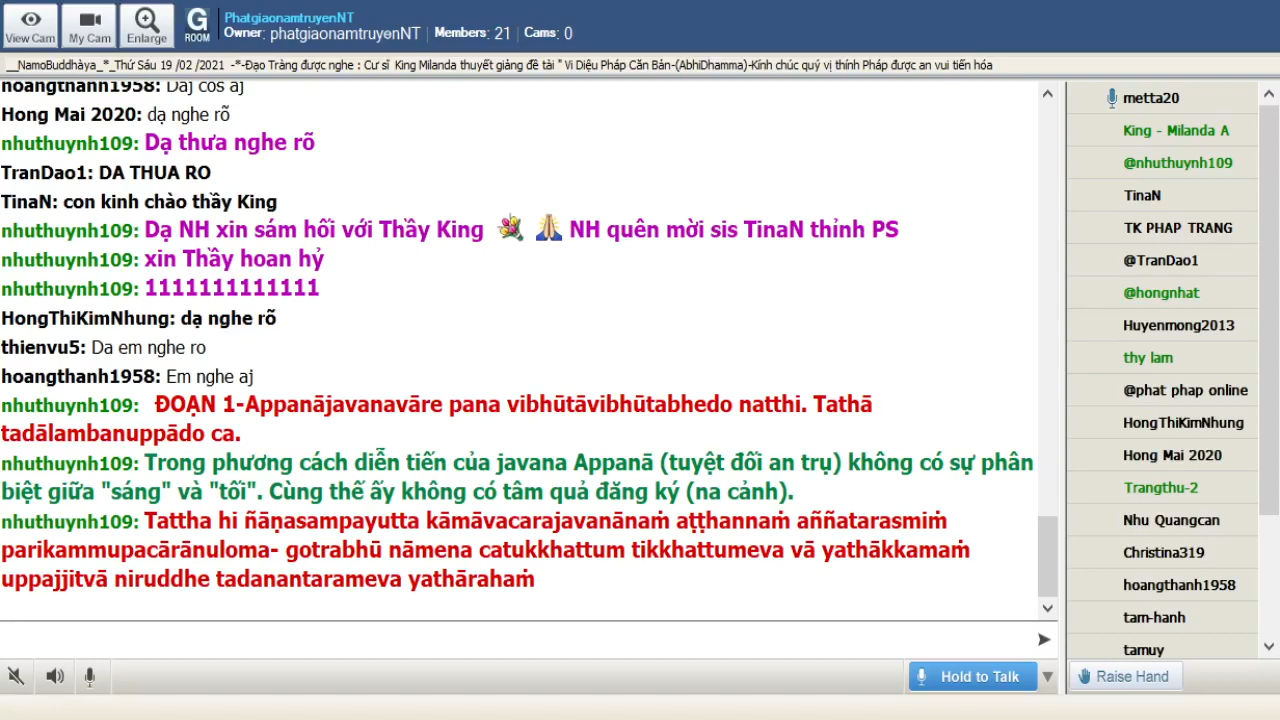 View Cam
My Cam
Enlarge
G
ROOM
PhatgiaonamtruyenNT
Owner: phatgiaonamtruyenNT | Members: 21 | Cams: 0
__NamoBuddhàya_*_Thứ Sáu 19 /02 /2021 -*-Đạo Tràng được nghe : Cư sĩ King Milanda thuyết giảng đề tài " Vi Diệu Pháp Căn Bản-(AbhiDhamma)-Kính chúc quý vị thính Pháp được an vui tiến hóa
hoangthanh1958: Daj cos aj
Hong Mai 2020: dạ nghe rõ
nhuthuynh109: Dạ thưa nghe rõ
TranDao1: DA THUA RO
TinaN: con kinh chào thầy King
nhuthuynh109: Dạ NH xin sám hối với Thầy King NH quên mời sis TinaN thỉnh PS
nhuthuynh109: xin Thầy hoan hỷ
nhuthuynh109: 1111111111111
HongThiKimNhung: dạ nghe rõ
thienvu5: Da em nghe ro
hoangthanh1958: Em nghe aj
nhuthuynh109: ĐOẠN 1-Appanājavanavāre pana vibhūtāvibhūtabhedo natthi. Tathā
tadālambanuppādo ca.
nhuthuynh109: Trong phương cách diễn tiến của javana Appanā (tuyệt đối an trụ) không có sự phân
biệt giữa "sáng" và "tối". Cùng thế ấy không có tâm quả đăng ký (na cảnh).
nhuthuynh109: Tattha hi ñāṇasampayutta kāmāvacarajavanānaṁ aṭṭhannaṁ aññatarasmiṁ
parikammupacārānuloma- gotrabhū nāmena catukkhattum tikkhattumeva vā yathākkamaṁ
uppajjitvā niruddhe tadanantarameva yathārahaṁ
metta20
King - Milanda A
@nhuthuynh109
TinaN
TK PHAP TRANG
@TranDao1
@hongnhat
Huyenmong2013
thy lam
@phat phap online
HongThiKimNhung
Hong Mai 2020
Trangthu-2
Nhu Quangcan
Christina319
hoangthanh1958
tam-hanh
tamuy
Hold to Talk
Raise Hand